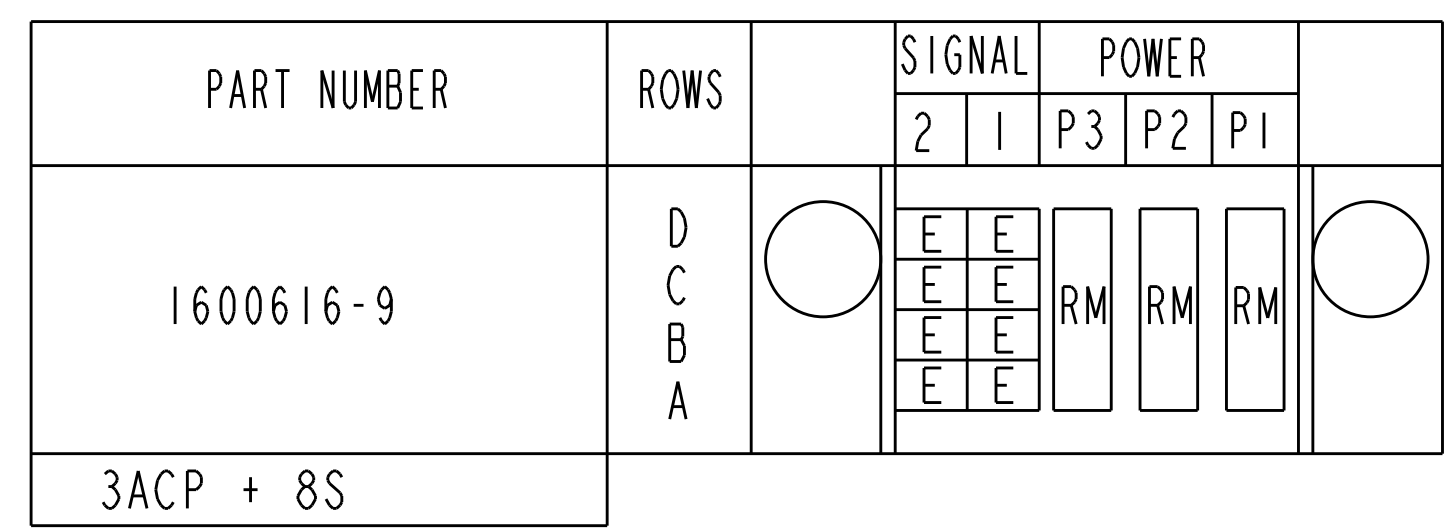 PART NUMBER ROWS SIGNAL POWER
2 1 P3 P2 P1
1600616-9
D E E
C E E
RM RM RM
B E E
A E E
3ACP + 8S